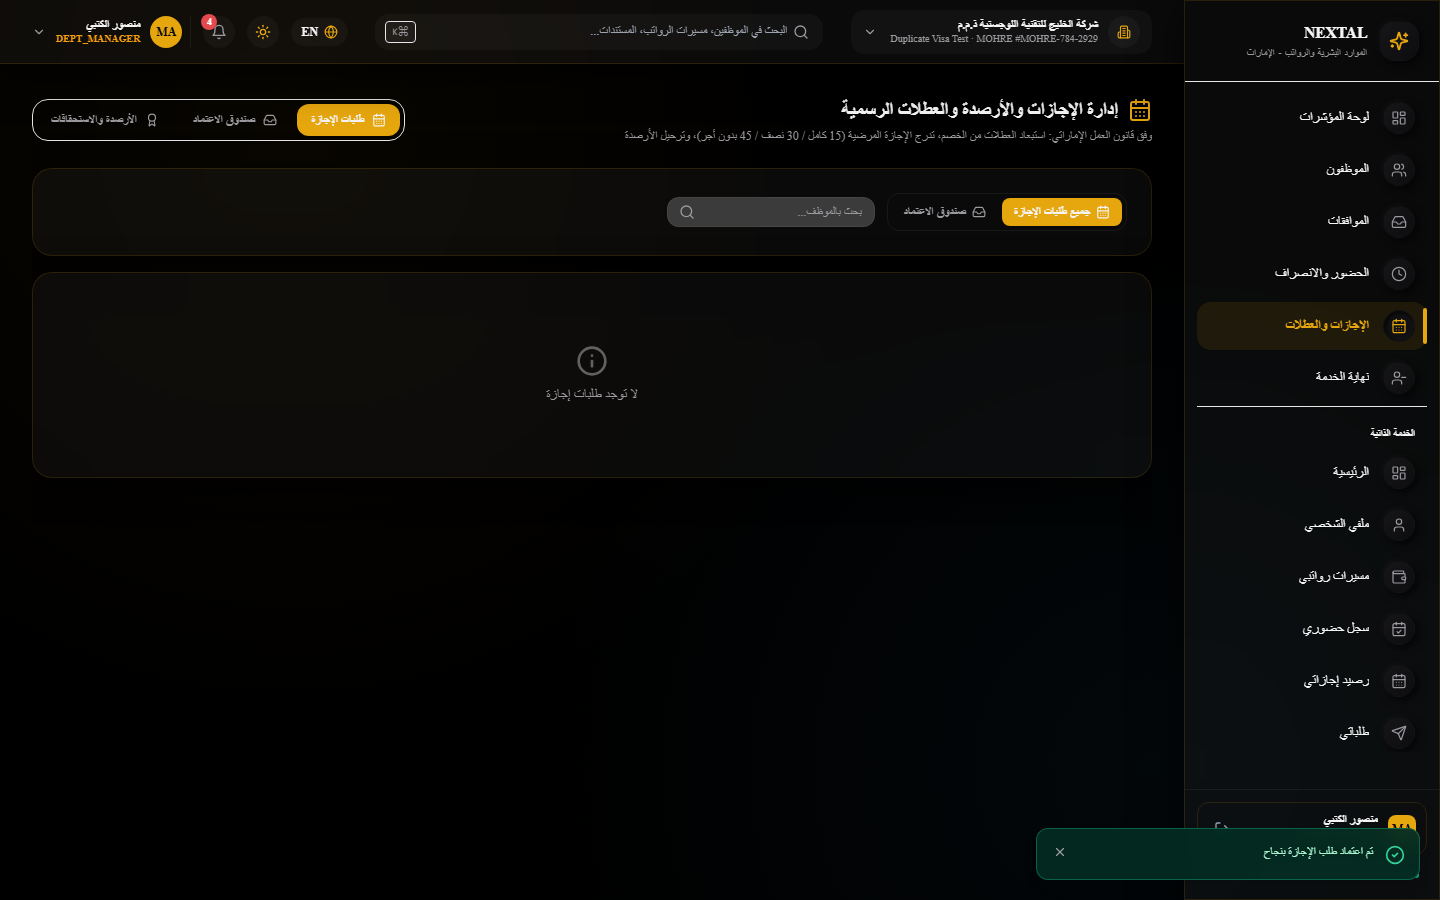 NEXTAL
الموارد البشرية والرواتب - الإمارات
شركة الخليج للتقنية اللوجستية ذ.م.م
Duplicate Visa Test · MOHRE #MOHRE-784-2929
البحث في الموظفين، مسيرات الرواتب، المستندات...
⌘K
EN
4
MA
منصور الكتبي
DEPT_MANAGER
لوحة المؤشرات
الموظفون
الموافقات
الحضور والانصراف
الإجازات والعطلات
نهاية الخدمة
الخدمة الذاتية
الرئيسية
ملفي الشخصي
مسيرات رواتبي
سجل حضوري
رصيد إجازاتي
طلباتي
منصور الكتبي
إدارة الإجازات والأرصدة والعطلات الرسمية
وفق قانون العمل الإماراتي: استبعاد العطلات من الخصم، تدرج الإجازة المرضية (15 كامل / 30 نصف / 45 بدون أجر)، وترحيل الأرصدة
طلبات الإجازة
صندوق الاعتماد
الأرصدة والاستحقاقات
جميع طلبات الإجازة
صندوق الاعتماد
بحث بالموظف...
لا توجد طلبات إجازة
تم اعتماد طلب الإجازة بنجاح